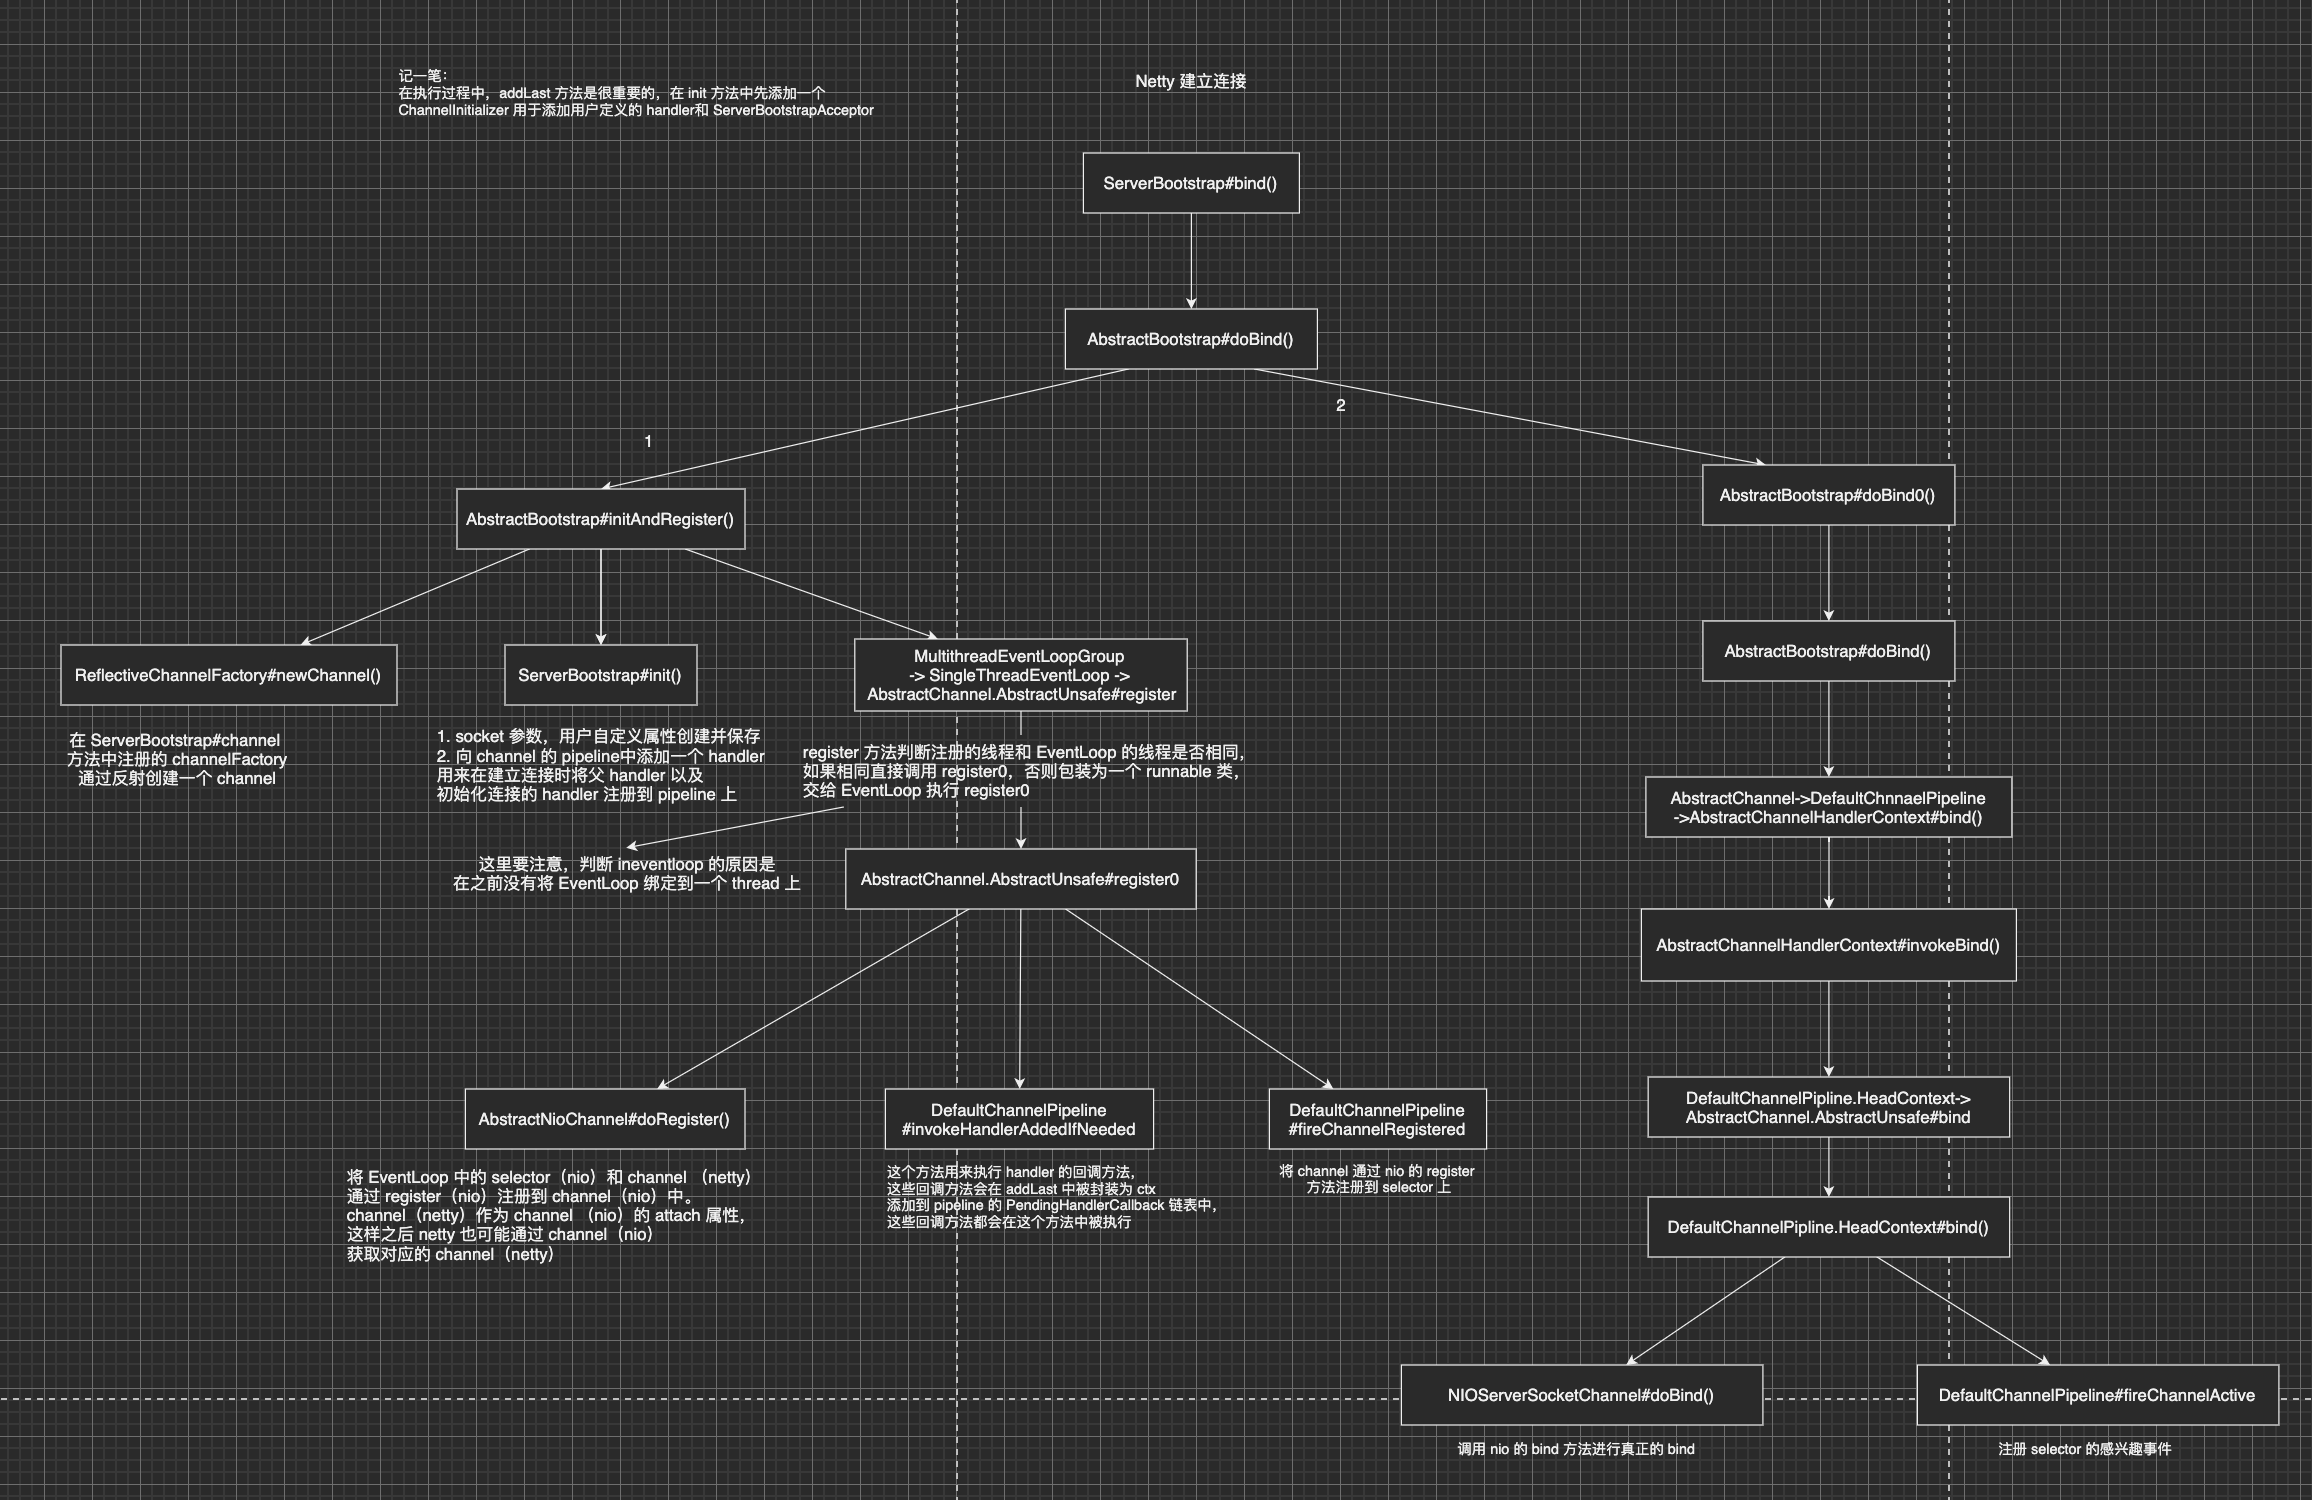 记一笔：
在执行过程中，addLast 方法是很重要的，在 init 方法中先添加一个
ChannelInitializer 用于添加用户定义的 handler和 ServerBootstrapAcceptor
Netty 建立连接
ServerBootstrap#bind()
AbstractBootstrap#doBind()
1
2
AbstractBootstrap#initAndRegister()
AbstractBootstrap#doBind0()
ReflectiveChannelFactory#newChannel()
在 ServerBootstrap#channel
方法中注册的 channelFactory
通过反射创建一个 channel
ServerBootstrap#init()
1. socket 参数，用户自定义属性创建并保存
2. 向 channel 的 pipeline中添加一个 handler
用来在建立连接时将父 handler 以及
初始化连接的 handler 注册到 pipeline 上
MultithreadEventLoopGroup
-> SingleThreadEventLoop ->
AbstractChannel.AbstractUnsafe#register
register 方法判断注册的线程和 EventLoop 的线程是否相同，
如果相同直接调用 register0，否则包装为一个 runnable 类，
交给 EventLoop 执行 register0
这里要注意，判断 ineventloop 的原因是
在之前没有将 EventLoop 绑定到一个 thread 上
AbstractChannel.AbstractUnsafe#register0
AbstractNioChannel#doRegister()
将 EventLoop 中的 selector（nio）和 channel （netty）
通过 register（nio）注册到 channel（nio）中。
channel（netty）作为 channel （nio）的 attach 属性，
这样之后 netty 也可能通过 channel（nio）
获取对应的 channel（netty）
DefaultChannelPipeline
#invokeHandlerAddedIfNeeded
这个方法用来执行 handler 的回调方法，
这些回调方法会在 addLast 中被封装为 ctx
添加到 pipeline 的 PendingHandlerCallback 链表中，
这些回调方法都会在这个方法中被执行
DefaultChannelPipeline
#fireChannelRegistered
将 channel 通过 nio 的 register
方法注册到 selector 上
AbstractBootstrap#doBind()
AbstractChannel->DefaultChnnaelPipeline
->AbstractChannelHandlerContext#bind()
AbstractChannelHandlerContext#invokeBind()
DefaultChannelPipline.HeadContext->
AbstractChannel.AbstractUnsafe#bind
DefaultChannelPipline.HeadContext#bind()
NIOServerSocketChannel#doBind()
调用 nio 的 bind 方法进行真正的 bind
DefaultChannelPipeline#fireChannelActive
注册 selector 的感兴趣事件